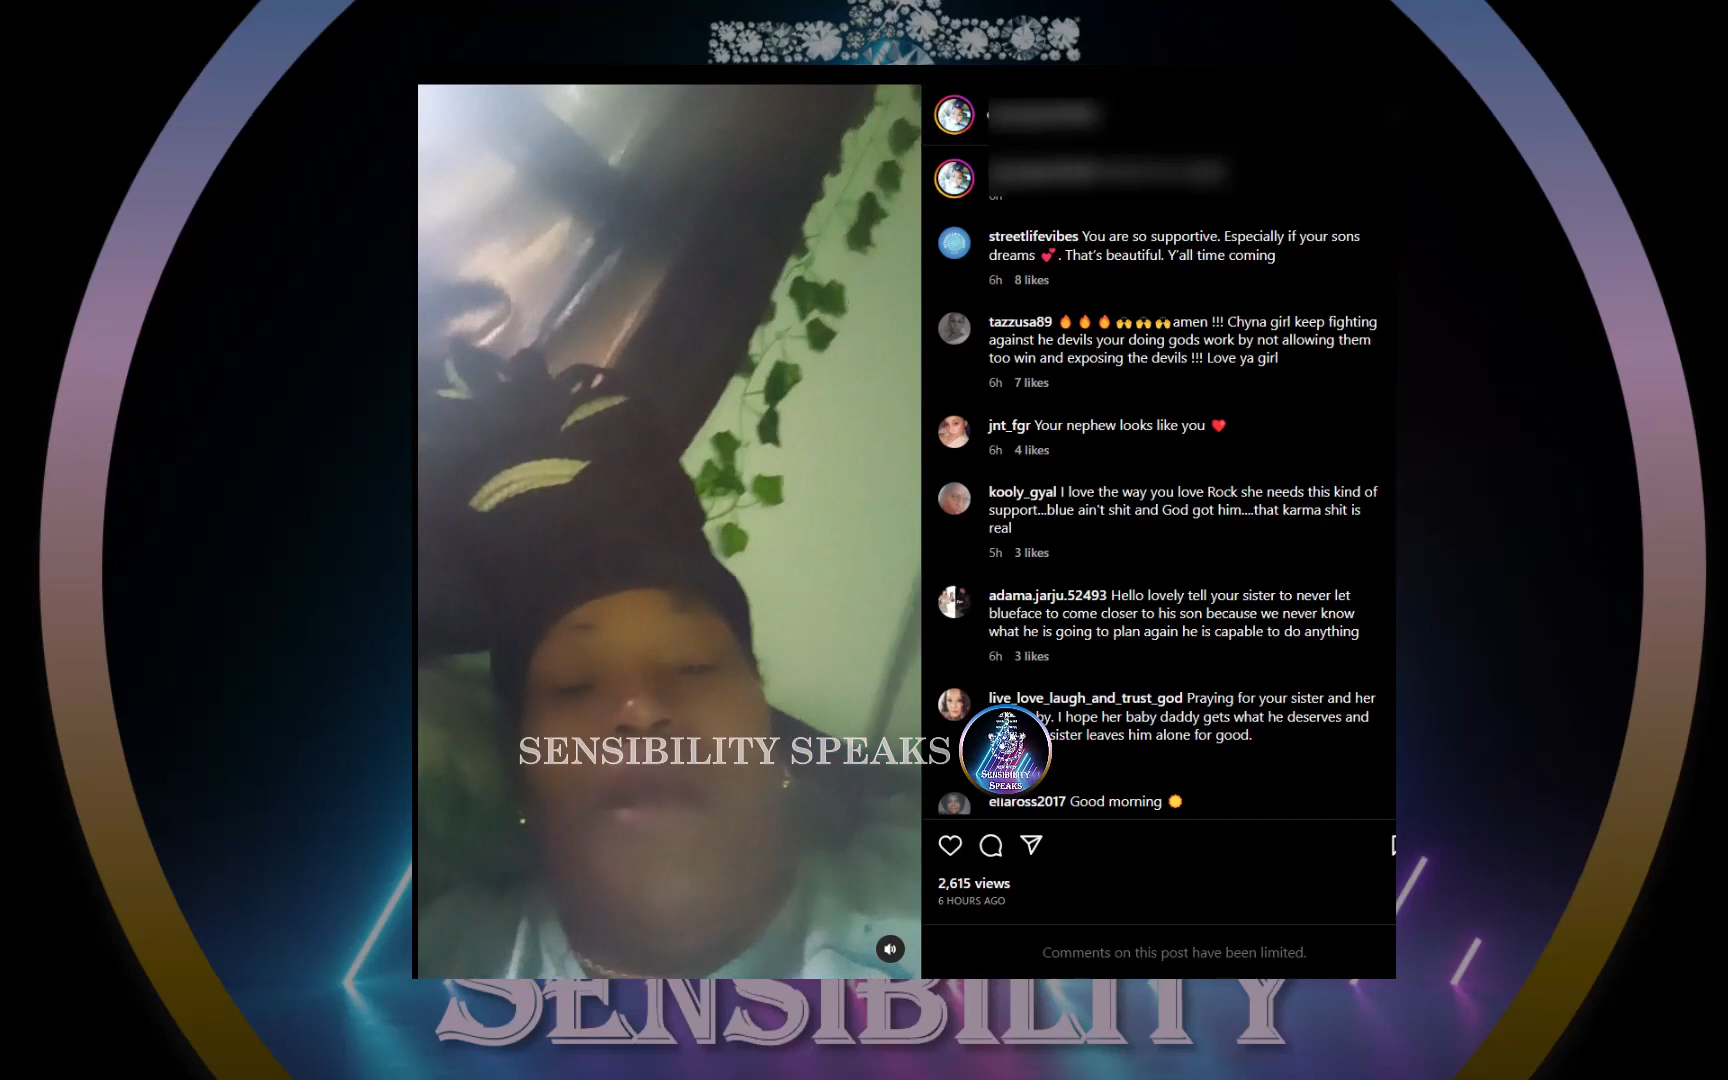 streetlifevibes You are so supportive. Especially if your sons
dreams 💕. That's beautiful. Y'all time coming
6h 8 likes
tazzusa89 🔥🔥🔥🙌🙌🙌amen !!! Chyna girl keep fighting
against he devils your doing gods work by not allowing them
too win and exposing the devils !!! Love ya girl
6h 7 likes
jnt_fgr Your nephew looks like you ❤️
6h 4 likes
kooly_gyal I love the way you love Rock she needs this kind of
support...blue ain't shit and God got him....that karma shit is
real
5h 3 likes
adama.jarju.52493 Hello lovely tell your sister to never let
blueface to come closer to his son because we never know
what he is going to plan again he is capable to do anything
6h 3 likes
live_love_laugh_and_trust_god Praying for your sister and her
by. I hope her baby daddy gets what he deserves and
sister leaves him alone for good.
SENSIBILITY SPEAKS
SENSIBILITY
SPEAKS
ellaross2017 Good morning ☀️
2,615 views
6 HOURS AGO
Comments on this post have been limited.
SENSIBILITY